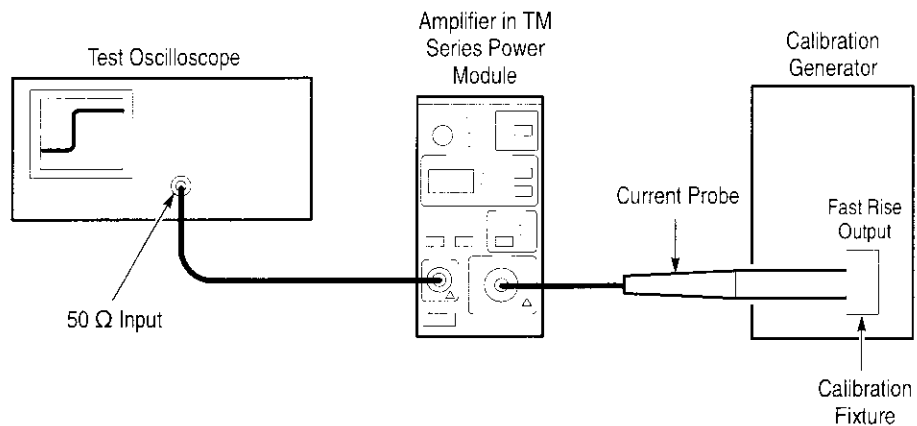 Test Oscilloscope
50 Ω Input
Amplifier in TM
Series Power
Module
Current Probe
Calibration
Generator
Fast Rise
Output
Calibration
Fixture